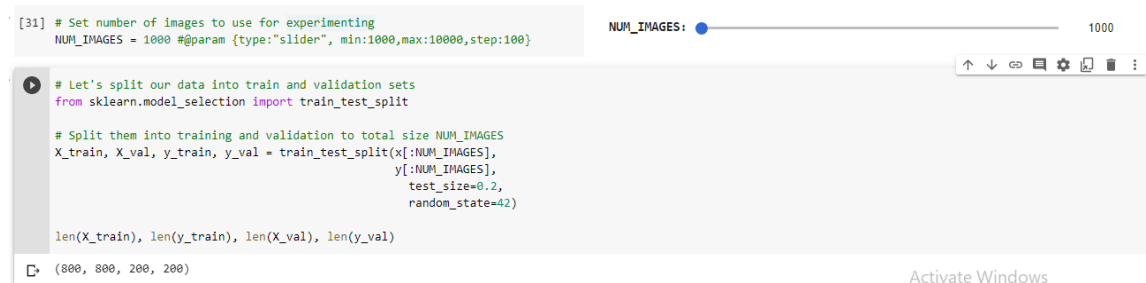 [31] # Set number of images to use for experimenting
NUM_IMAGES = 1000 #@param {type:"slider", min:1000,max:10000,step:100}
NUM_IMAGES: 1000
# Let's split our data into train and validation sets
from sklearn.model_selection import train_test_split
# Split them into training and validation to total size NUM_IMAGES
X_train, X_val, y_train, y_val = train_test_split(x[:NUM_IMAGES],
y[:NUM_IMAGES],
test_size=0.2,
random_state=42)
len(X_train), len(y_train), len(X_val), len(y_val)
(800, 800, 200, 200)
Activate Windows